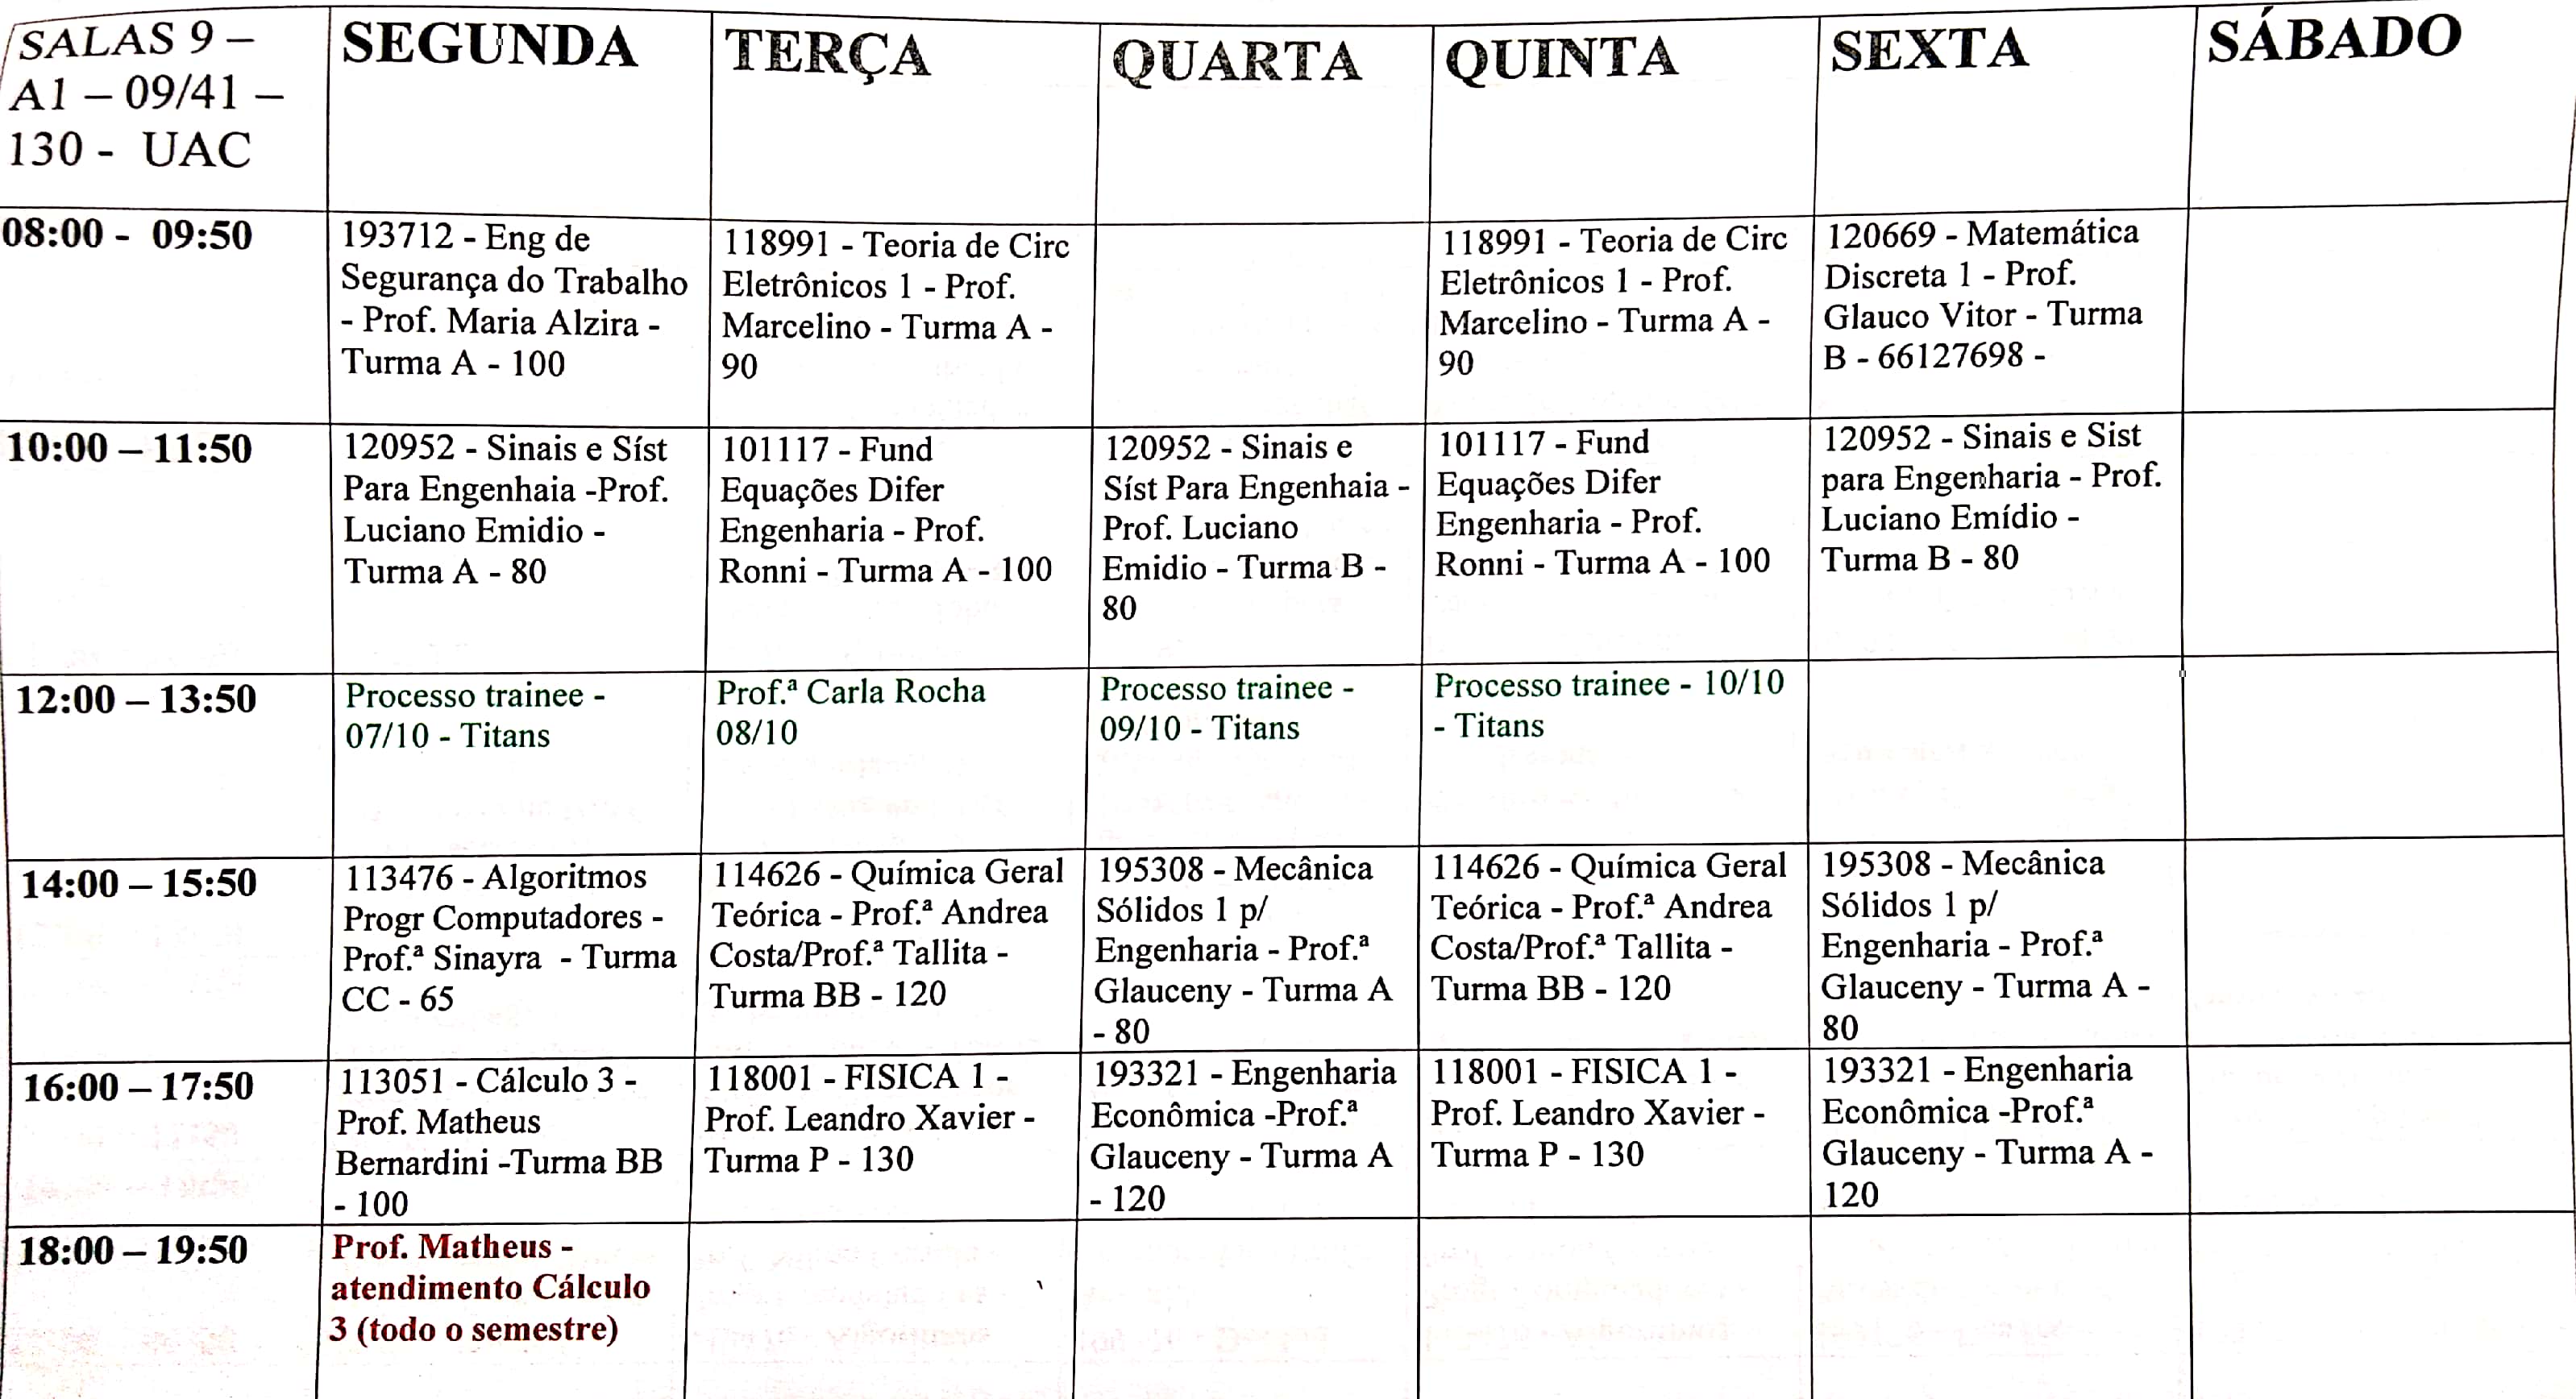 SALAS 9 –
A1 – 09/41 –
130 - UAC
SEGUNDA
TERÇA
QUARTA
QUINTA
SEXTA
SÁBADO
08:00 - 09:50
193712 - Eng de
Segurança do Trabalho
- Prof. Maria Alzira -
Turma A - 100
118991 - Teoria de Circ
Eletrônicos 1 - Prof.
Marcelino - Turma A -
90
118991 - Teoria de Circ
Eletrônicos 1 - Prof.
Marcelino - Turma A -
90
120669 - Matemática
Discreta 1 - Prof.
Glauco Vitor - Turma
B - 66127698 -
10:00 – 11:50
120952 - Sinais e Síst
Para Engenhaia -Prof.
Luciano Emidio -
Turma A - 80
101117 - Fund
Equações Difer
Engenharia - Prof.
Ronni - Turma A - 100
120952 - Sinais e
Síst Para Engenhaia -
Prof. Luciano
Emidio - Turma B -
80
101117 - Fund
Equações Difer
Engenharia - Prof.
Ronni - Turma A - 100
120952 - Sinais e Sist
para Engenharia - Prof.
Luciano Emídio -
Turma B - 80
12:00 – 13:50
Processo trainee -
07/10 - Titans
Prof.ª Carla Rocha
08/10
Processo trainee -
09/10 - Titans
Processo trainee - 10/10
- Titans
14:00 – 15:50
113476 - Algoritmos
Progr Computadores -
Prof.ª Sinayra - Turma
CC - 65
114626 - Química Geral
Teórica - Prof.ª Andrea
Costa/Prof.ª Tallita -
Turma BB - 120
195308 - Mecânica
Sólidos 1 p/
Engenharia - Prof.ª
Glauceny - Turma A
- 80
114626 - Química Geral
Teórica - Prof.ª Andrea
Costa/Prof.ª Tallita -
Turma BB - 120
195308 - Mecânica
Sólidos 1 p/
Engenharia - Prof.ª
Glauceny - Turma A -
80
16:00 – 17:50
113051 - Cálculo 3 -
Prof. Matheus
Bernardini -Turma BB
- 100
118001 - FISICA 1 -
Prof. Leandro Xavier -
Turma P - 130
193321 - Engenharia
Econômica -Prof.ª
Glauceny - Turma A
- 120
118001 - FISICA 1 -
Prof. Leandro Xavier -
Turma P - 130
193321 - Engenharia
Econômica -Prof.ª
Glauceny - Turma A -
120
18:00 – 19:50
Prof. Matheus -
atendimento Cálculo
3 (todo o semestre)